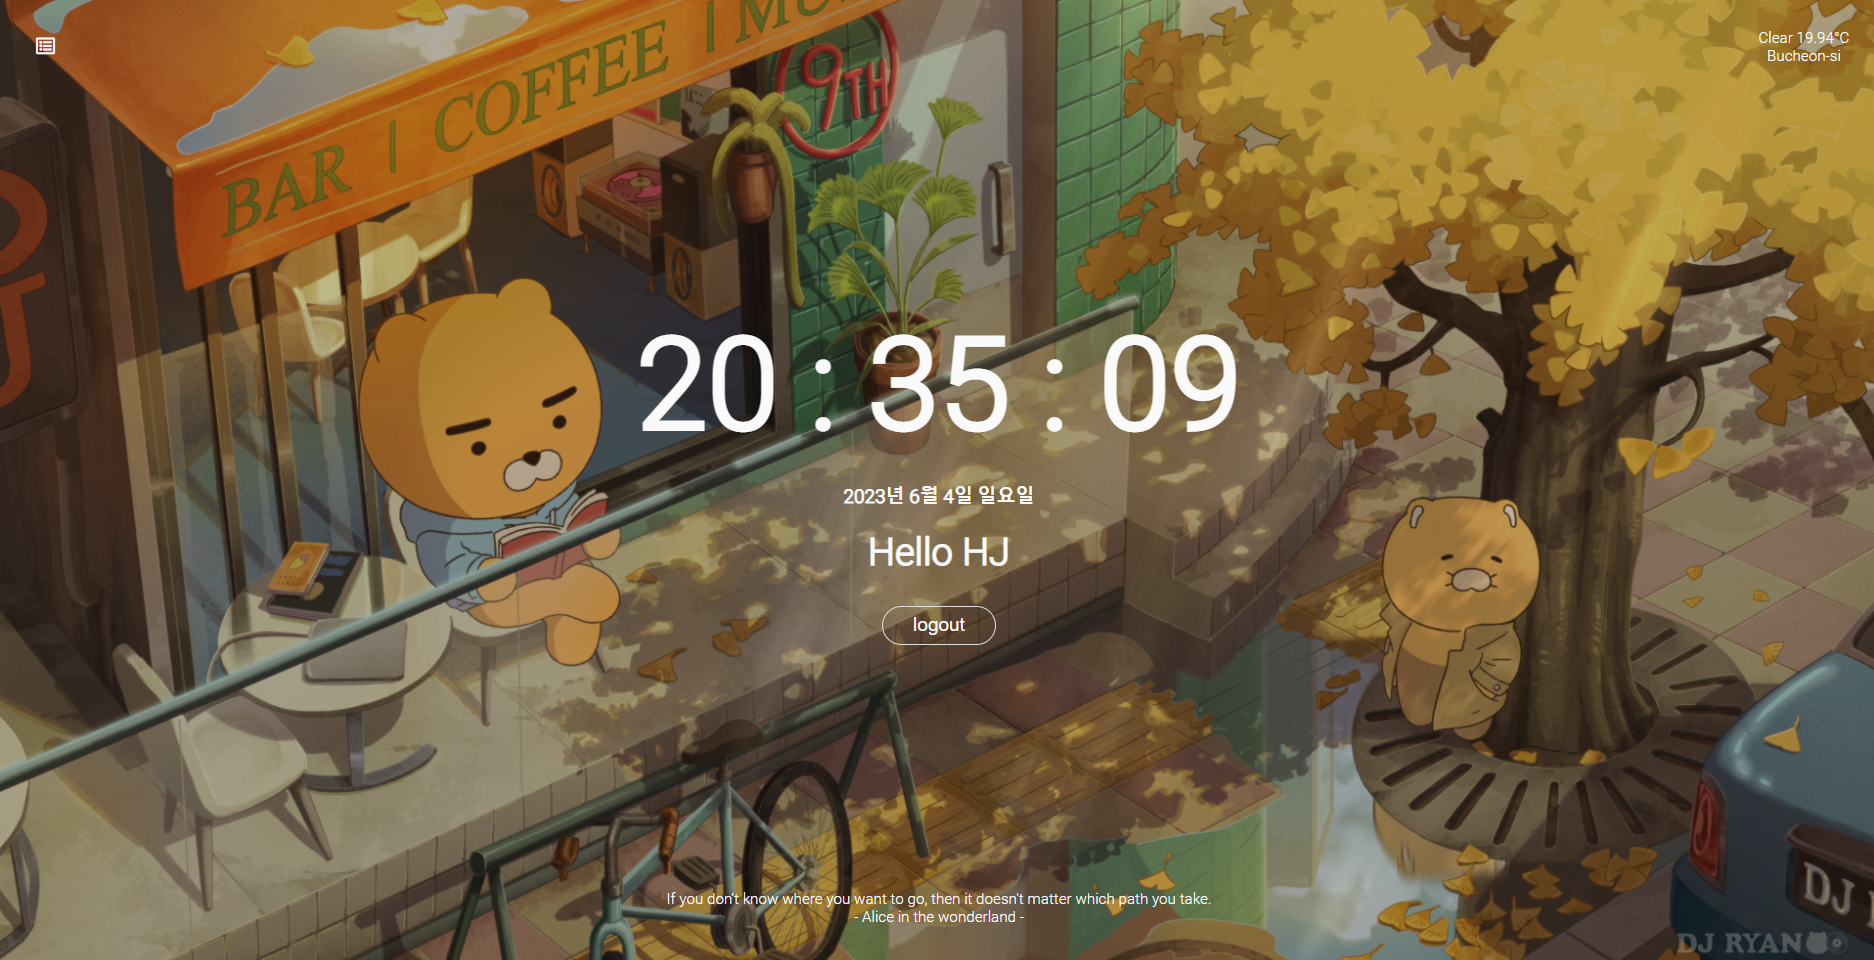 BAR | COFFEE | MU
9TH
Clear 19.94°C
Bucheon-si
20 : 35 : 09
2023년 6월 4일 일요일
Hello HJ
logout
If you don't know where you want to go, then it doesn't matter which path you take.
- Alice in the wonderland -
DJ
DJ RYAN